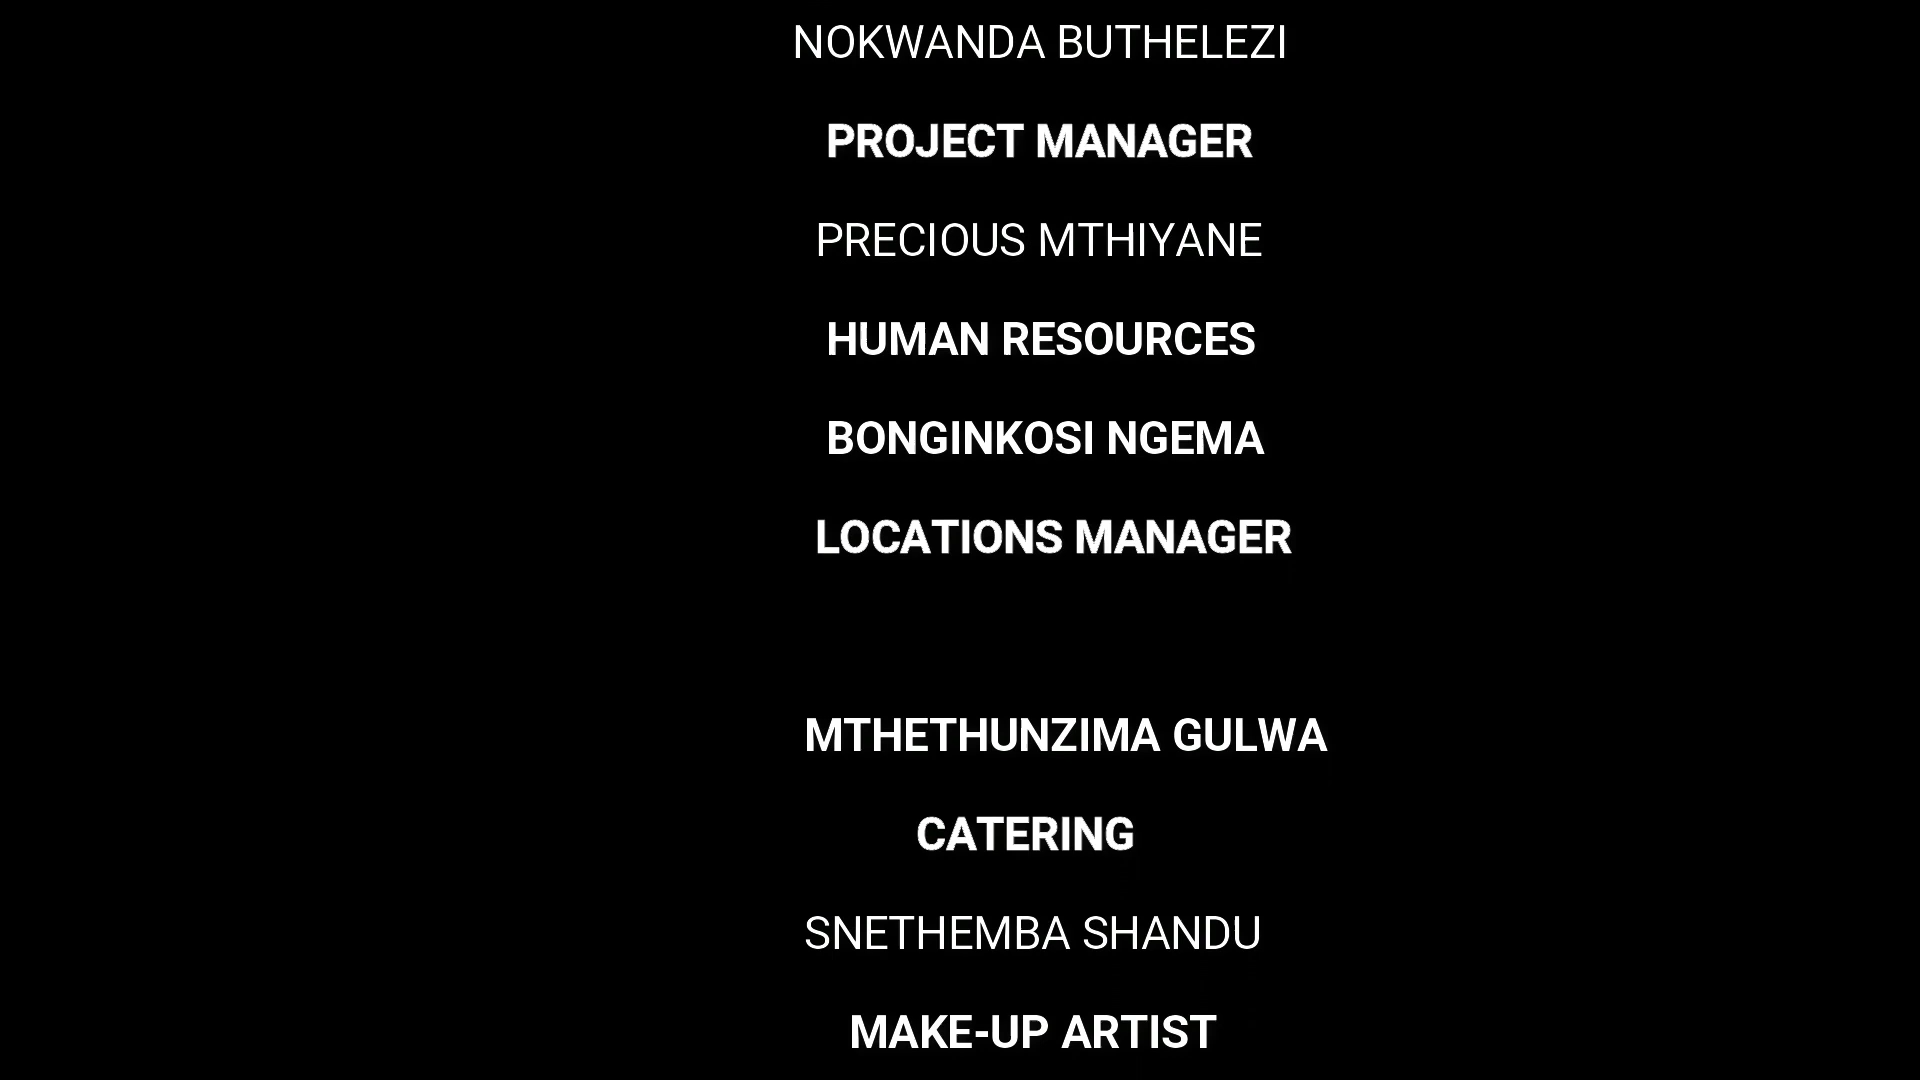 NOKWANDA BUTHELEZI
PROJECT MANAGER
PRECIOUS MTHIYANE
HUMAN RESOURCES
BONGINKOSI NGEMA
LOCATIONS MANAGER
MTHETHUNZIMA GULWA
CATERING
SNETHEMBA SHANDU
MAKE-UP ARTIST